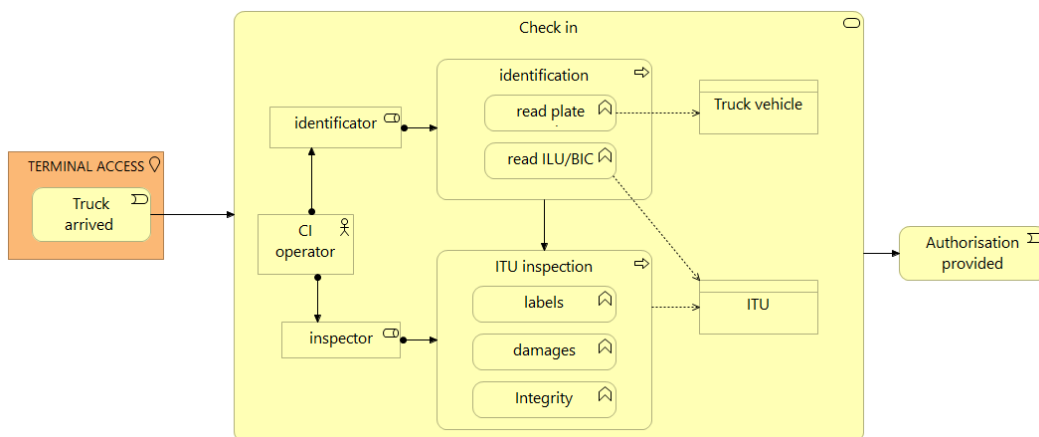 Check in
identification
read plate
Truck vehicle
identificator
read ILU/BIC
TERMINAL ACCESS
Truck
arrived
CI
operator
Authorisation
provided
ITU inspection
labels
ITU
inspector
damages
Integrity